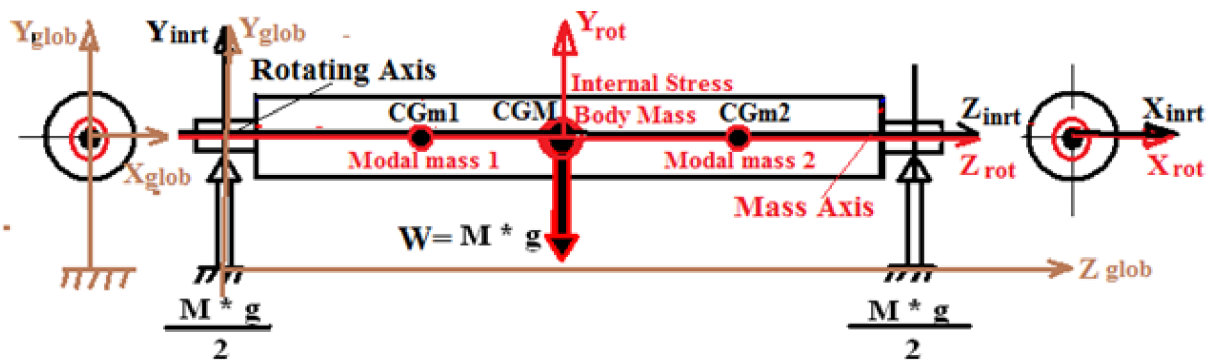 Yglob
Yinrt
Yglob
Yrot
Rotating Axis
Internal Stress
CGm1
CGM
Body Mass
CGm2
Zinrt
Xinrt
Xglob
Modal mass 1
Modal mass 2
Z rot
Xrot
Mass Axis
W= M * g
Z glob
M * g
2
M * g
2